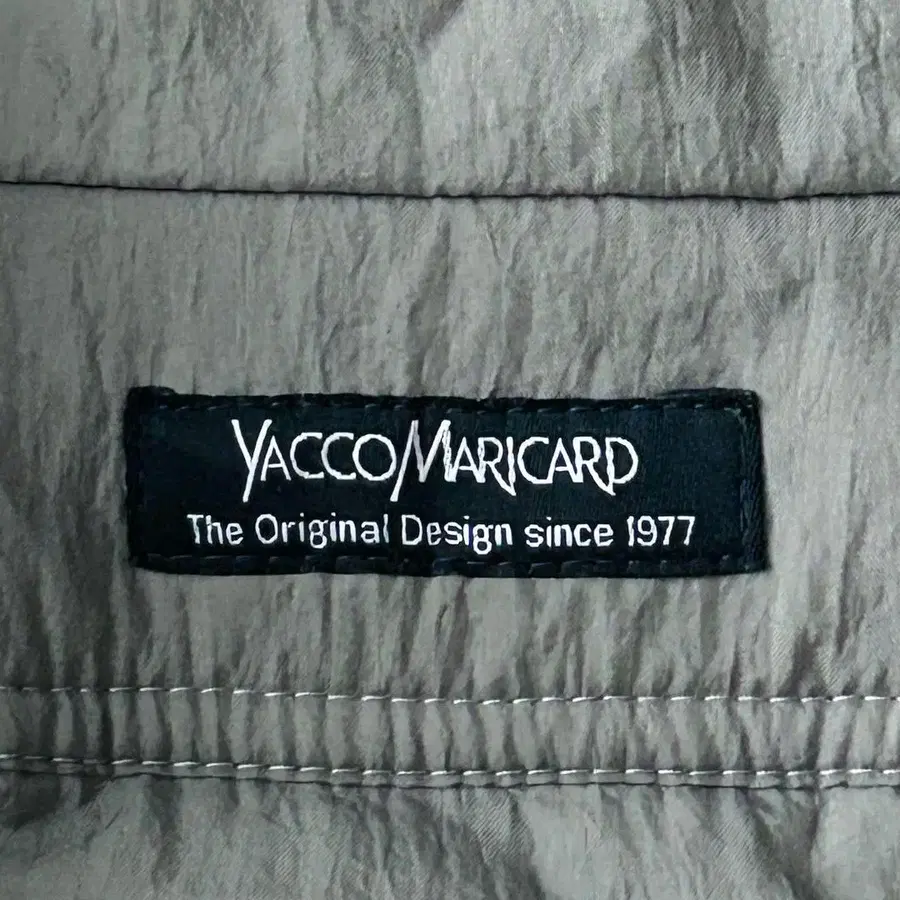 YACCOMARICARD
The Original Design since 1977